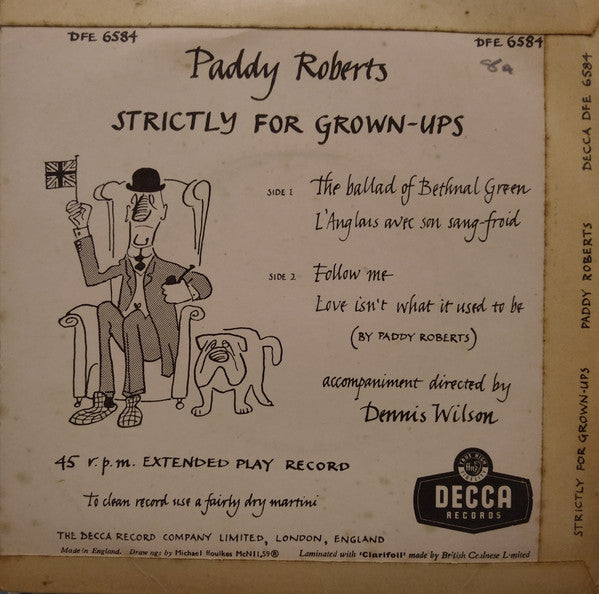 DFE 6584
DFE 6584
8a
Paddy Roberts
STRICTLY FOR GROWN-UPS
SIDE 1 The ballad of Bethnal Green
L'Anglais avec son sang-froid
SIDE 2 Follow me
Love isn't what it used to be
(BY PADDY ROBERTS)
accompaniment directed by
Dennis Wilson
45 r.p.m. EXTENDED PLAY RECORD
To clean record use a fairly dry martini
DECCA
RECORDS
THE DECCA RECORD COMPANY LIMITED, LONDON, ENGLAND
Made in England. Drawings by Michael ffoulkes McNII,59® Laminated with 'Clarifoil' made by British Celanese Limited
STRICTLY FOR GROWN-UPS PADDY ROBERTS DECCA DFE 6584